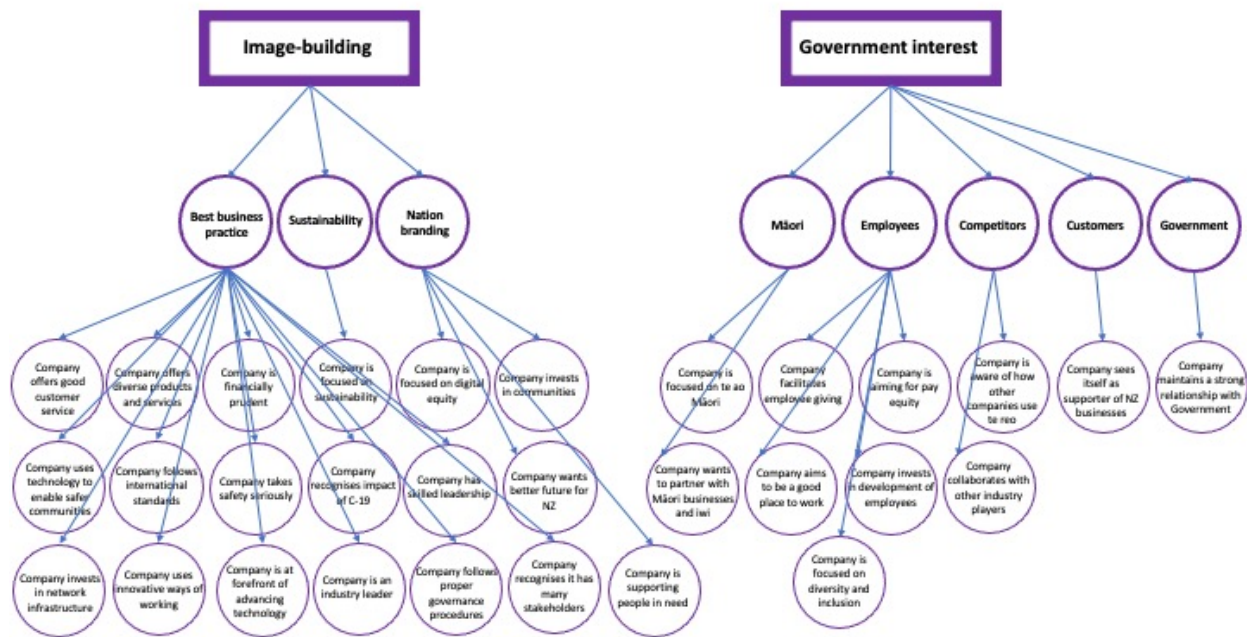 Image-building
Government interest
Best business
practice
Sustainability
Nation
branding
Māori
Employees
Competitors
Customers
Government
Company
offers good
customer
service
Company offers
diverse products
and services
Company is
financially
prudent
Company is
focused on
sustainability
Company is
focused on digital
equity
Company invests
in communities
Company is
focused on te ao
Māori
Company
facilitates
employee giving
Company is
aiming for pay
equity
Company is
aware of how
other
companies use
te reo
Company sees
itself as
supporter of NZ
businesses
Company
maintains a strong
relationship with
Government
Company uses
technology to
enable safer
communities
Company follows
international
standards
Company takes
safety seriously
Company
recognises impact
of C-19
Company has
skilled leadership
Company wants
better future for
NZ
Company wants
to partner with
Māori businesses
and iwi
Company aims
to be a good
place to work
Company invests
in development of
employees
Company
collaborates with
other industry
players
Company invests
in network
infrastructure
Company uses
innovative ways of
working
Company is at
forefront of
advancing
technology
Company is an
industry leader
Company follows
proper
governance
procedures
Company
recognises it has
many
stakeholders
Company is
supporting
people in need
Company is
focused on
diversity and
inclusion